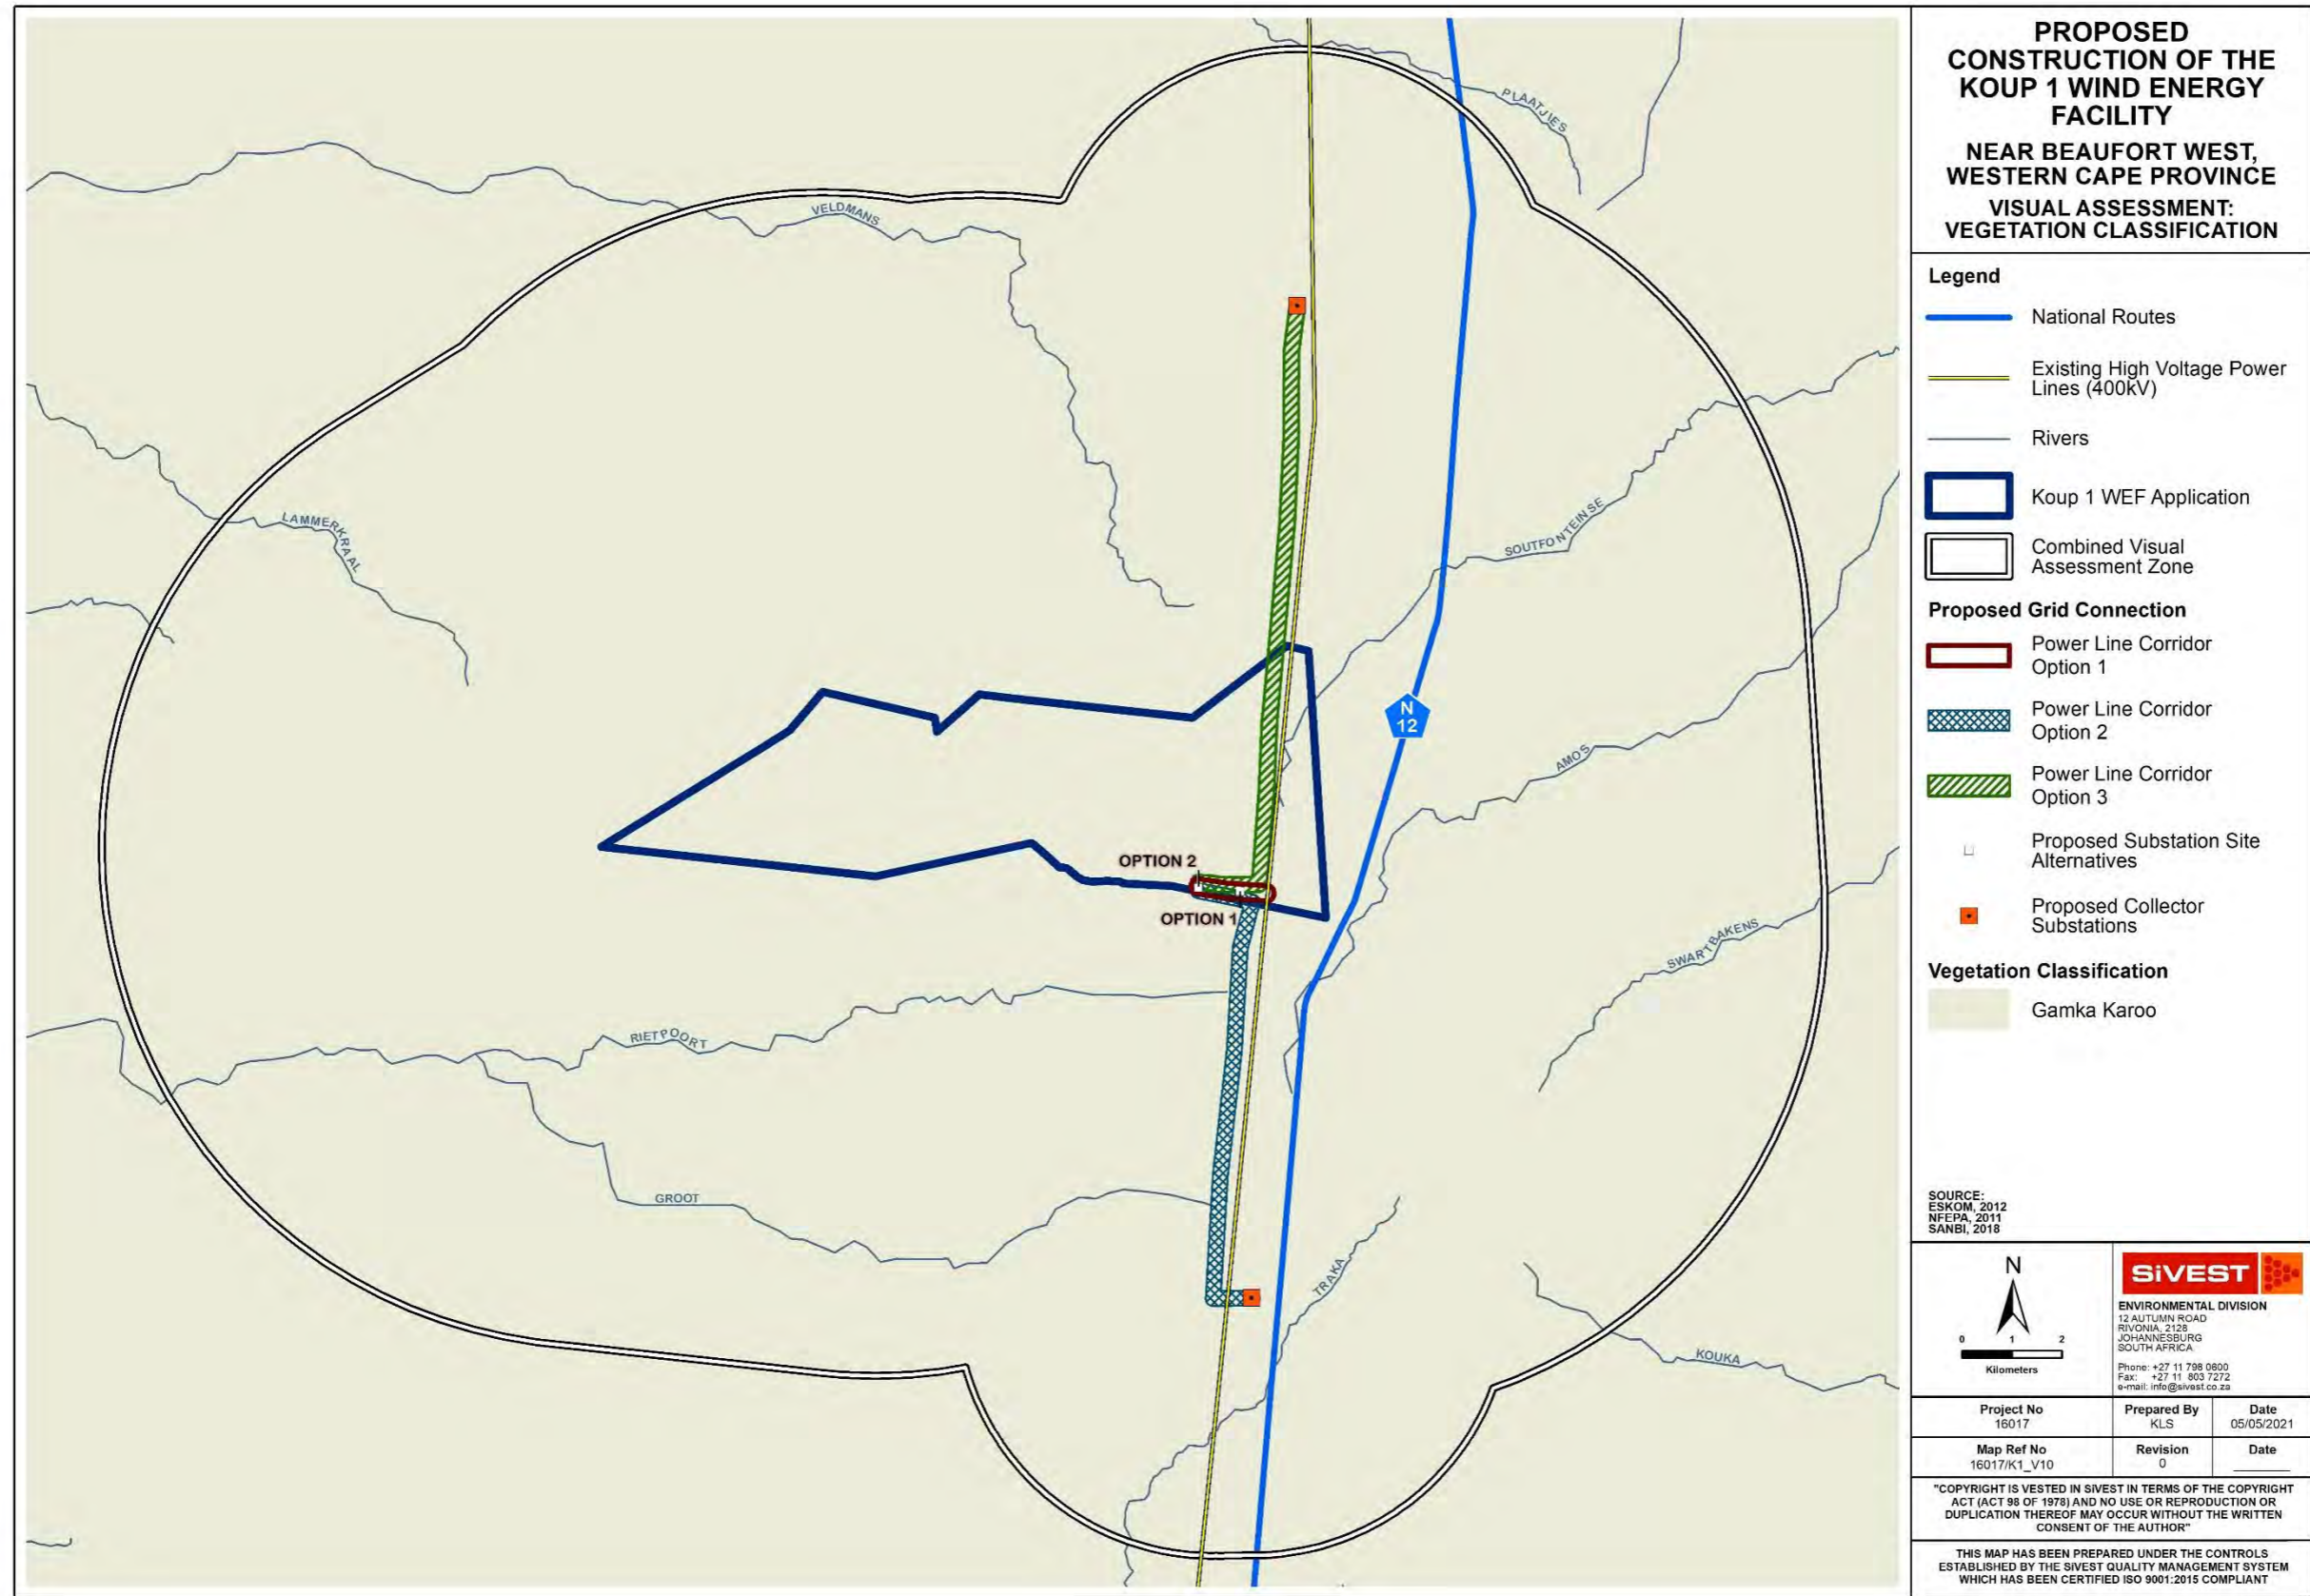 PROPOSED
CONSTRUCTION OF THE
KOUP 1 WIND ENERGY
FACILITY
NEAR BEAUFORT WEST,
WESTERN CAPE PROVINCE
VISUAL ASSESSMENT:
VEGETATION CLASSIFICATION
Legend
National Routes
Existing High Voltage Power
Lines (400kV)
Rivers
Koup 1 WEF Application
Combined Visual
Assessment Zone
Proposed Grid Connection
Power Line Corridor
Option 1
Power Line Corridor
Option 2
Power Line Corridor
Option 3
Proposed Substation Site
Alternatives
Proposed Collector
Substations
Vegetation Classification
Gamka Karoo
SOURCE:
ESKOM, 2012
NFEPA, 2011
SANBI, 2018
N
0 1 2
Kilometers
SiVEST
ENVIRONMENTAL DIVISION
12 AUTUMN ROAD
RIVONIA, 2128
JOHANNESBURG
SOUTH AFRICA
Phone: +27 11 798 0600
Fax: +27 11 803 7272
e-mail: info@sivest.co.za
Project No
16017
Prepared By
KLS
Date
05/05/2021
Map Ref No
16017/K1_V10
Revision
0
Date
"COPYRIGHT IS VESTED IN SiVEST IN TERMS OF THE COPYRIGHT
ACT (ACT 98 OF 1978) AND NO USE OR REPRODUCTION OR
DUPLICATION THEREOF MAY OCCUR WITHOUT THE WRITTEN
CONSENT OF THE AUTHOR"
THIS MAP HAS BEEN PREPARED UNDER THE CONTROLS
ESTABLISHED BY THE SiVEST QUALITY MANAGEMENT SYSTEM
WHICH HAS BEEN CERTIFIED ISO 9001:2015 COMPLIANT
PLAATJIES
VELDMANS
LAMMERKRAAL
SOUTFONTEINSE
N
12
AMOS
OPTION 2
OPTION 1
SWARTBAKENS
RIETPOORT
GROOT
TRAKA
KOUKA